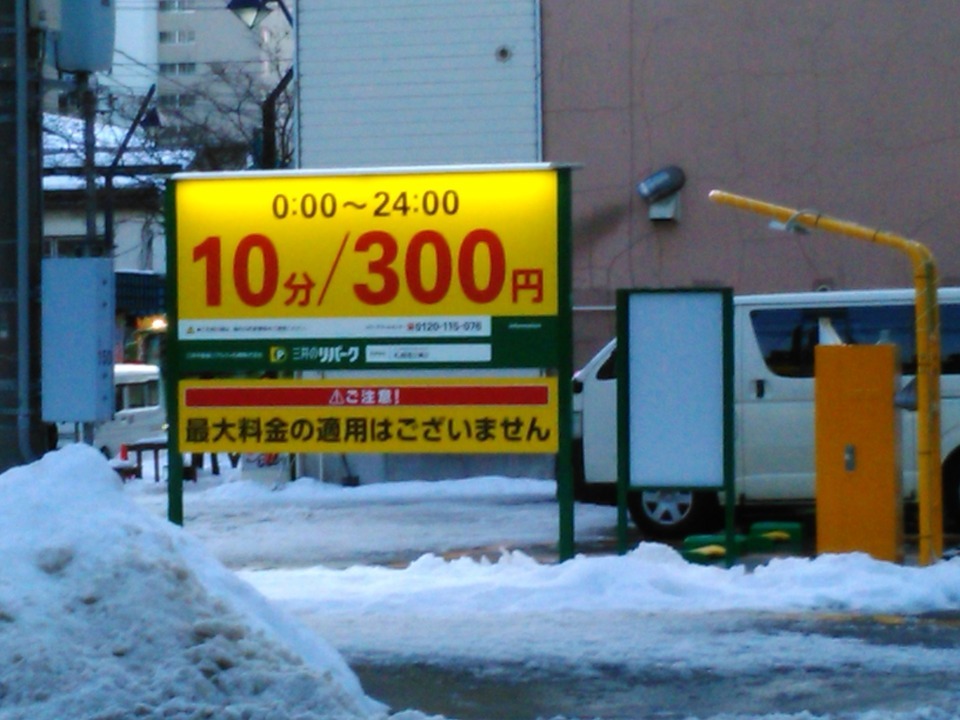 0:00～24:00
10分/300円
0120-115-076
P 三井のリパーク
⚠ご注意!
最大料金の適用はございません